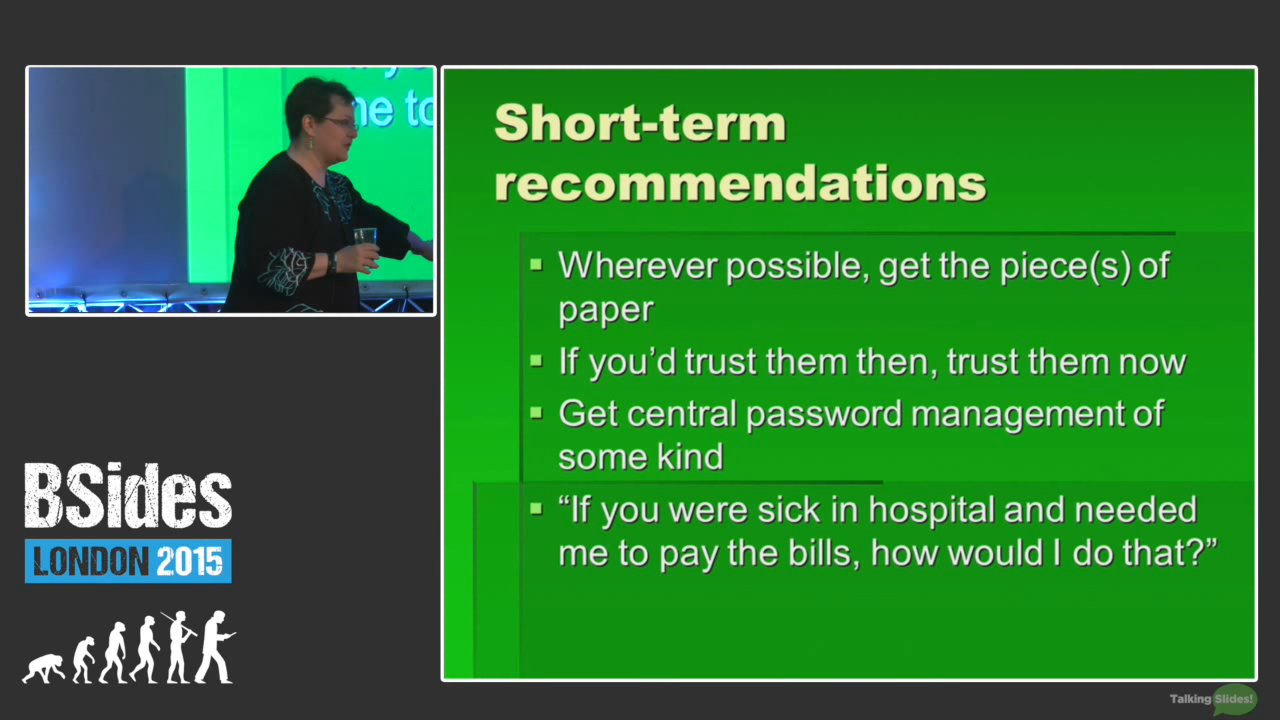 ne to
Short-term
recommendations
Wherever possible, get the piece(s) of
paper
If you’d trust them then, trust them now
Get central password management of
some kind
“If you were sick in hospital and needed
me to pay the bills, how would I do that?”
BSides
LONDON 2015
Talking Slides!